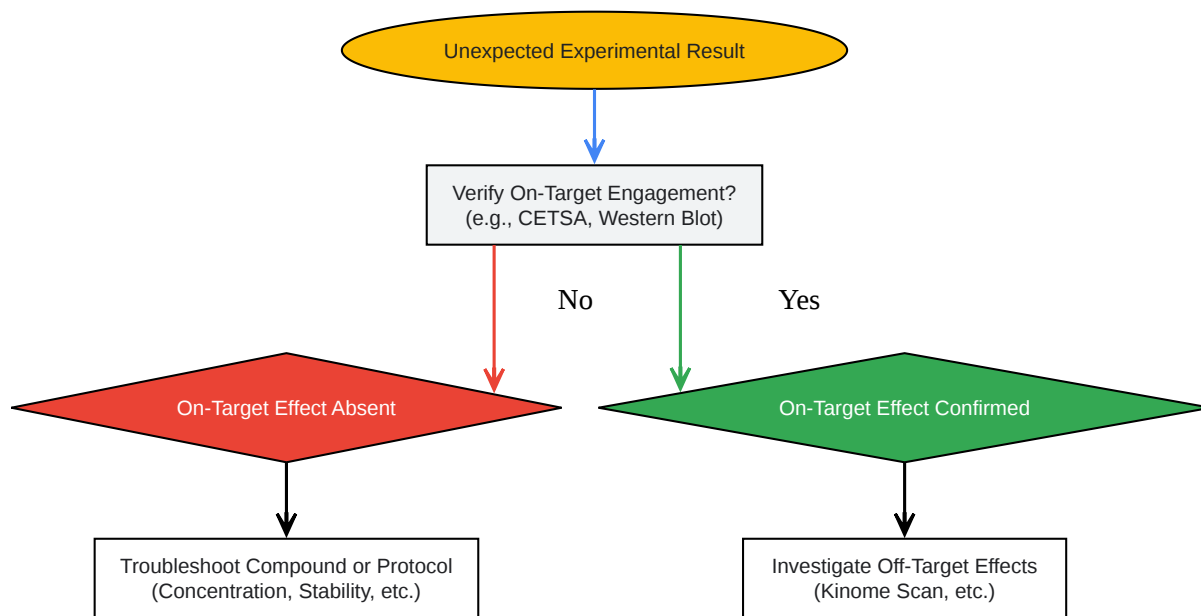 Unexpected Experimental Result
Verify On-Target Engagement?
(e.g., CETSA, Western Blot)
No
Yes
On-Target Effect Absent
On-Target Effect Confirmed
Troubleshoot Compound or Protocol
(Concentration, Stability, etc.)
Investigate Off-Target Effects
(Kinome Scan, etc.)